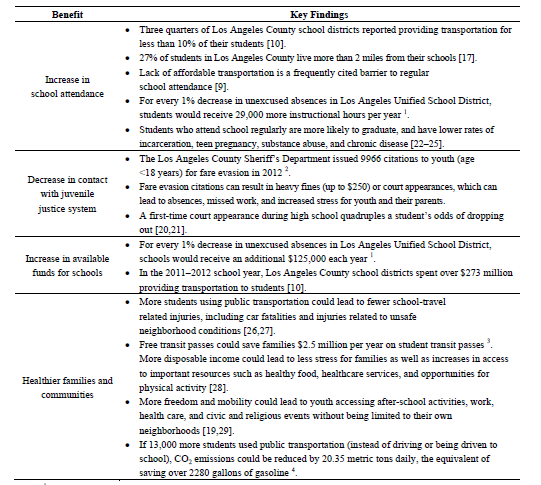 Benefit Key Findings
• Three quarters of Los Angeles County school districts reported providing transportation for
less than 10% of their students [10].
• 27% of students in Los Angeles County live more than 2 miles from their schools [17].
Increase in
school attendance
• Lack of affordable transportation is a frequently cited barrier to regular
school attendance [9].
• For every 1% decrease in unexcused absences in Los Angeles Unified School District,
students would receive 29,000 more instructional hours per year 1.
• Students who attend school regularly are more likely to graduate, and have lower rates of
incarceration, teen pregnancy, substance abuse, and chronic disease [22–25].
Decrease in contact
with juvenile
justice system
• The Los Angeles County Sheriff's Department issued 9966 citations to youth (age
<18 years) for fare evasion in 2012 2.
• Fare evasion citations can result in heavy fines (up to $250) or court appearances, which can
lead to absences, missed work, and increased stress for youth and their parents.
• A first-time court appearance during high school quadruples a student's odds of dropping
out [20,21].
Increase in available
funds for schools
• For every 1% decrease in unexcused absences in Los Angeles Unified School District,
schools would receive an additional $125,000 each year 1.
• In the 2011–2012 school year, Los Angeles County school districts spent over $273 million
providing transportation to students [10].
Healthier families and
communities
• More students using public transportation could lead to fewer school-travel
related injuries, including car fatalities and injuries related to unsafe
neighborhood conditions [26,27].
• Free transit passes could save families $2.5 million per year on student transit passes 3.
More disposable income could lead to less stress for families as well as increases in access
to important resources such as healthy food, healthcare services, and opportunities for
physical activity [28].
• More freedom and mobility could lead to youth accessing after-school activities, work,
health care, and civic and religious events without being limited to their own
neighborhoods [19,29].
• If 13,000 more students used public transportation (instead of driving or being driven to
school), CO2 emissions could be reduced by 20.35 metric tons daily, the equivalent of
saving over 2280 gallons of gasoline 4.